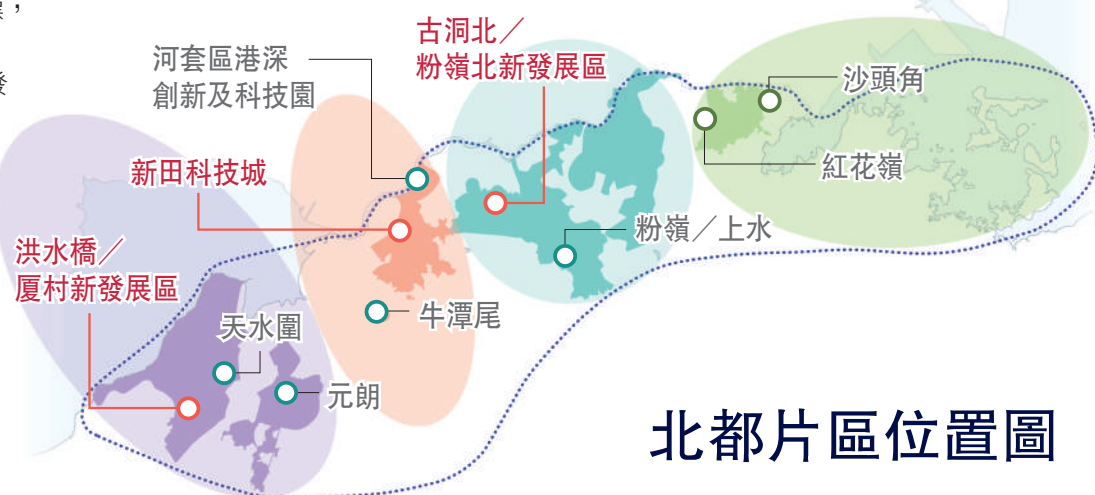 ，
古洞北／
粉嶺北新發展區
河套區港深
創新及科技園
沙頭角
紅花嶺
新田科技城
粉嶺／上水
洪水橋／
厦村新發展區
牛潭尾
天水圍
元朗
北都片區位置圖